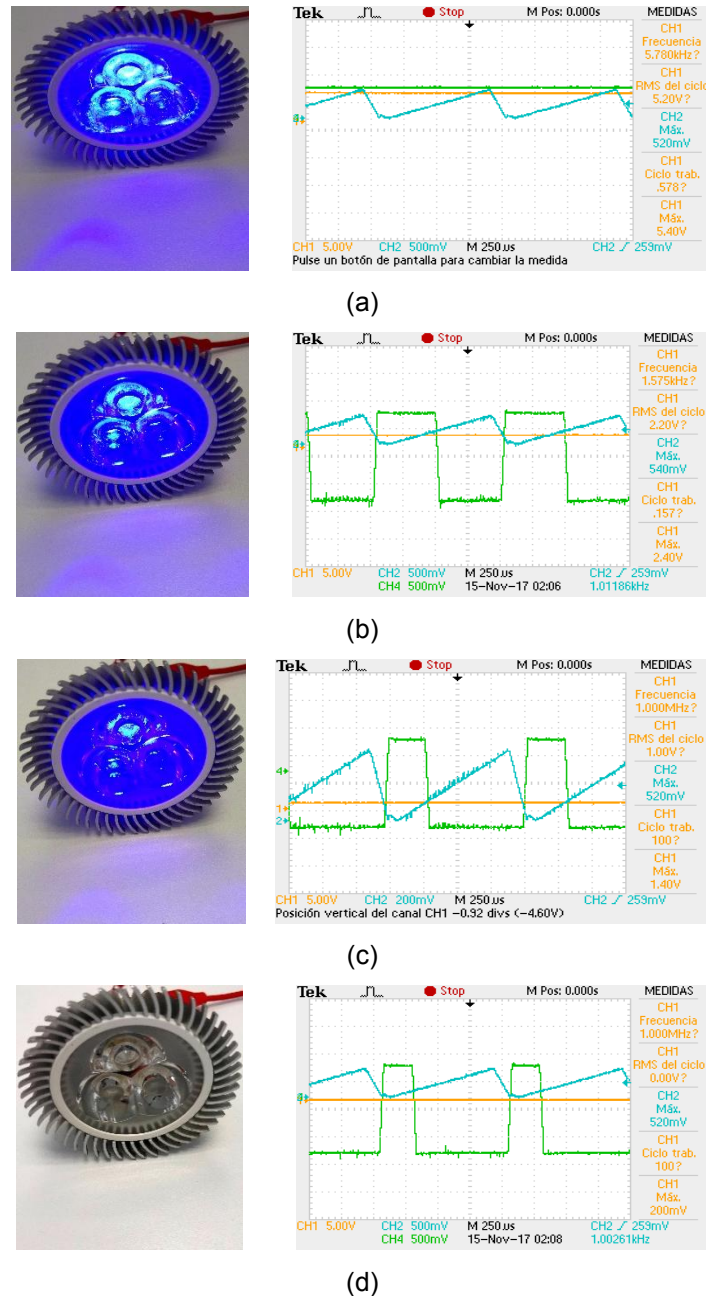 Tek Stop M Pos: 0.000s MEDIDAS
CH1
Frecuencia
5.780kHz?
CH1
RMS del ciclo
5.20V?
CH2
Máx.
520mV
CH1
Ciclo trab.
.578?
CH1
Máx.
5.40V
CH1 5.00V CH2 500mV M 250us CH2 259mV
Pulse un botón de pantalla para cambiar la medida
(a)
Tek Stop M Pos: 0.000s MEDIDAS
CH1
Frecuencia
1.575kHz?
CH1
RMS del ciclo
2.20V?
CH2
Máx.
540mV
CH1
Ciclo trab.
.157?
CH1
Máx.
2.40V
CH1 5.00V CH2 500mV M 250us CH2 259mV
CH4 500mV 15-Nov-17 02:06 1.01186kHz
(b)
Tek Stop M Pos: 0.000s MEDIDAS
CH1
Frecuencia
1.000MHz?
CH1
RMS del ciclo
1.00V?
CH2
Máx.
520mV
CH1
Ciclo trab.
100?
CH1
Máx.
1.40V
4
1
2
CH1 5.00V CH2 200mV M 250us CH2 259mV
Posición vertical del canal CH1 -0.92 divs (-4.60V)
(c)
Tek Stop M Pos: 0.000s MEDIDAS
CH1
Frecuencia
1.000MHz?
CH1
RMS del ciclo
0.00V?
CH2
Máx.
520mV
CH1
Ciclo trab.
100?
CH1
Máx.
200mV
CH1 5.00V CH2 500mV M 250us CH2 259mV
CH4 500mV 15-Nov-17 02:08 1.00261kHz
(d)